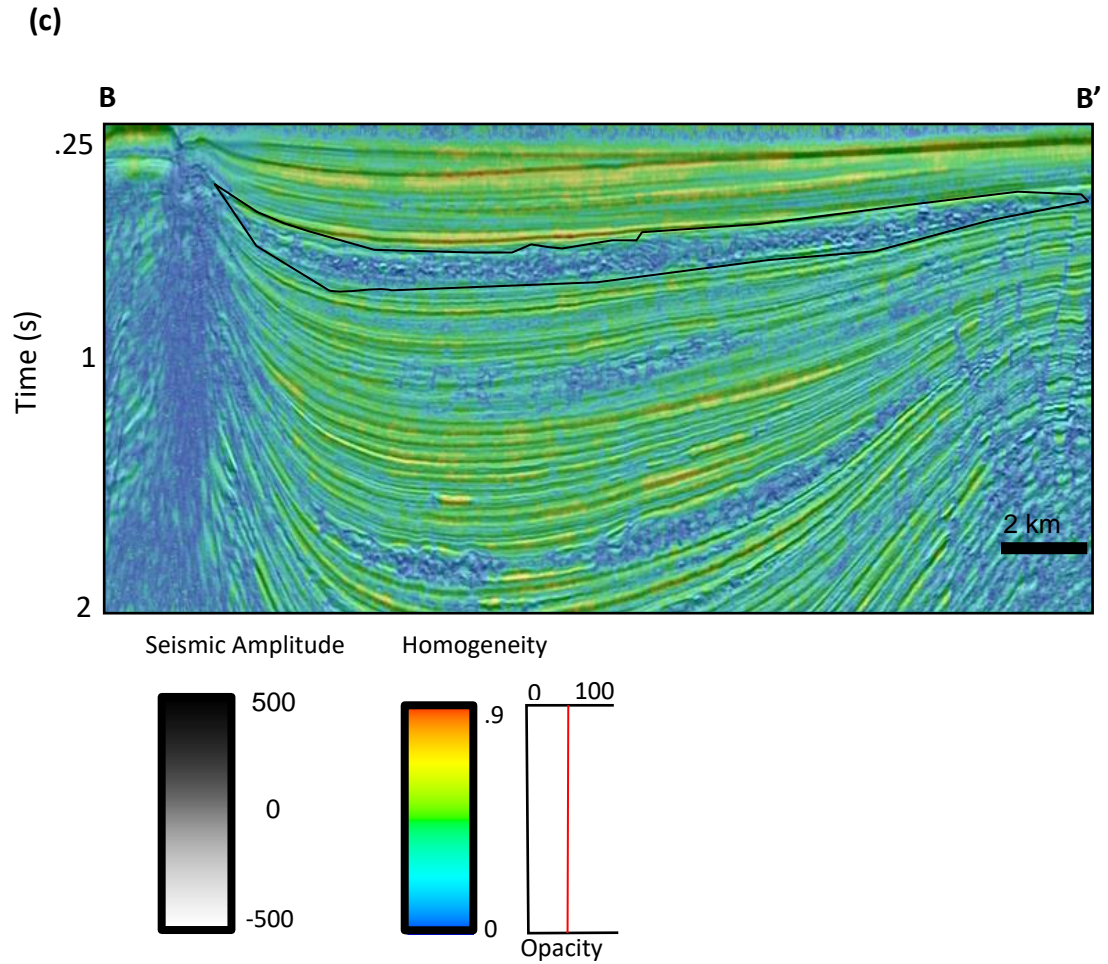 (c)
B B’
.25
Time (s)
1
2 km
2
Seismic Amplitude Homogeneity
0 100
500
.9
0
-500
0
Opacity